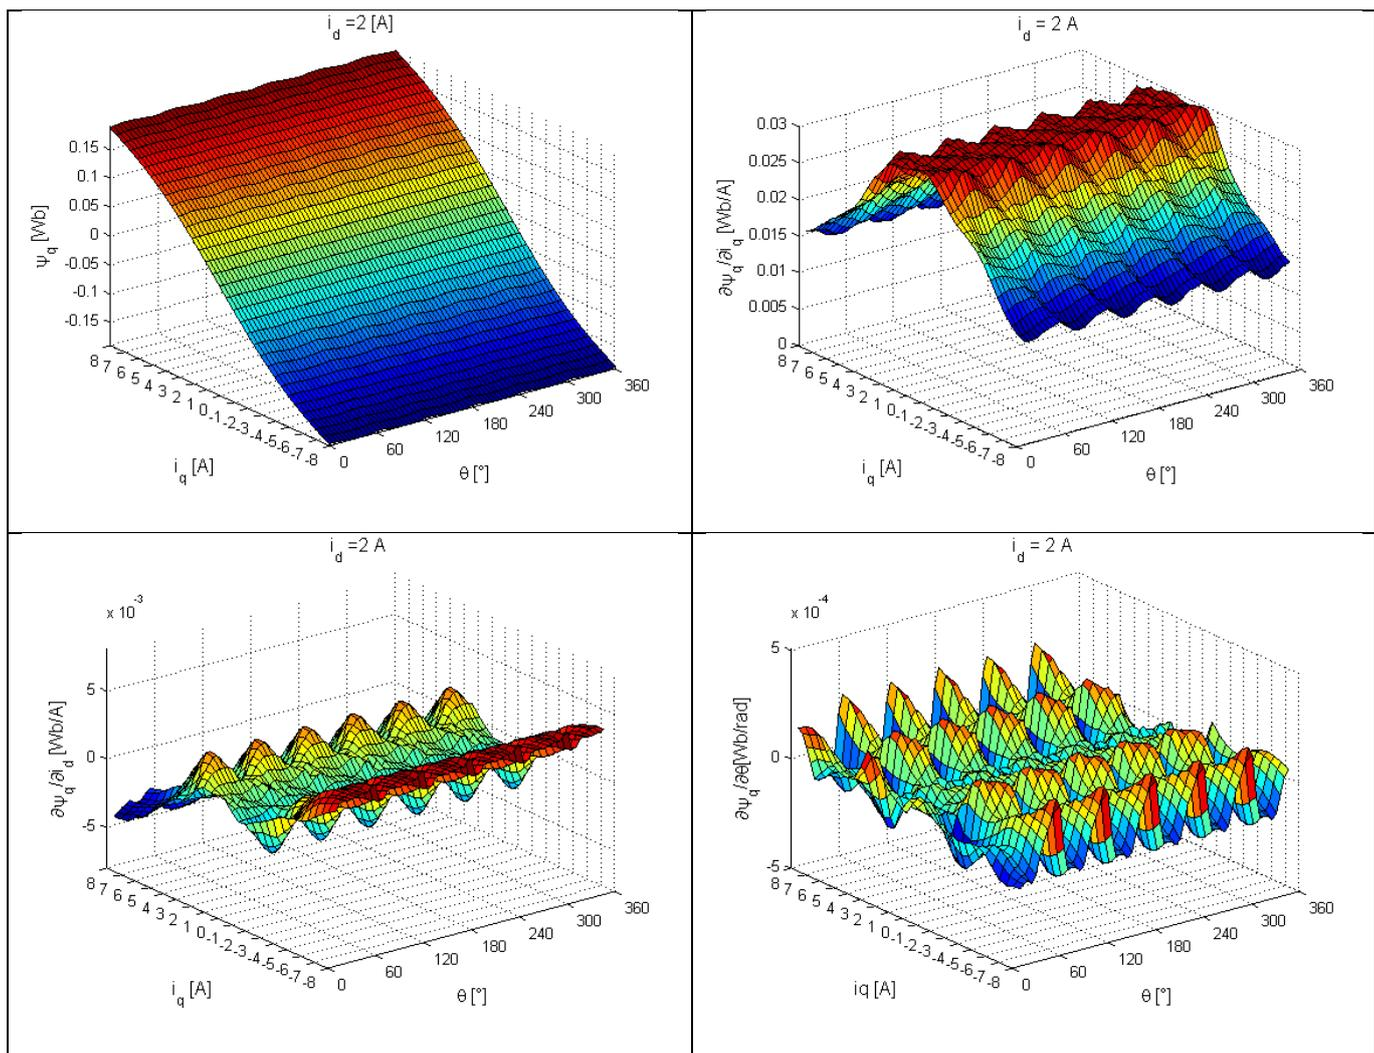 i_d =2 [A]
ψ_q [Wb]
0.15
0.1
0.05
0
-0.05
-0.1
-0.15
8 7 6 5 4 3 2 1 0 -1 -2 -3 -4 -5 -6 -7 -8
i_q [A]
0 60 120 180 240 300 360
θ [°]
i_d = 2 A
∂ψ_q/∂i_q [Wb/A]
0.03
0.025
0.02
0.015
0.01
0.005
0
8 7 6 5 4 3 2 1 0 -1 -2 -3 -4 -5 -6 -7 -8
i_q [A]
0 60 120 180 240 300 360
θ [°]
i_d =2 A
x 10^-3
∂ψ_q/∂i_d [Wb/A]
5
0
-5
8 7 6 5 4 3 2 1 0 -1 -2 -3 -4 -5 -6 -7 -8
i_q [A]
0 60 120 180 240 300 360
θ [°]
i_d = 2 A
x 10^-4
∂ψ_q/∂θ[Wb/rad]
5
0
-5
8 7 6 5 4 3 2 1 0 -1 -2 -3 -4 -5 -6 -7 -8
iq [A]
0 60 120 180 240 300 360
θ [°]